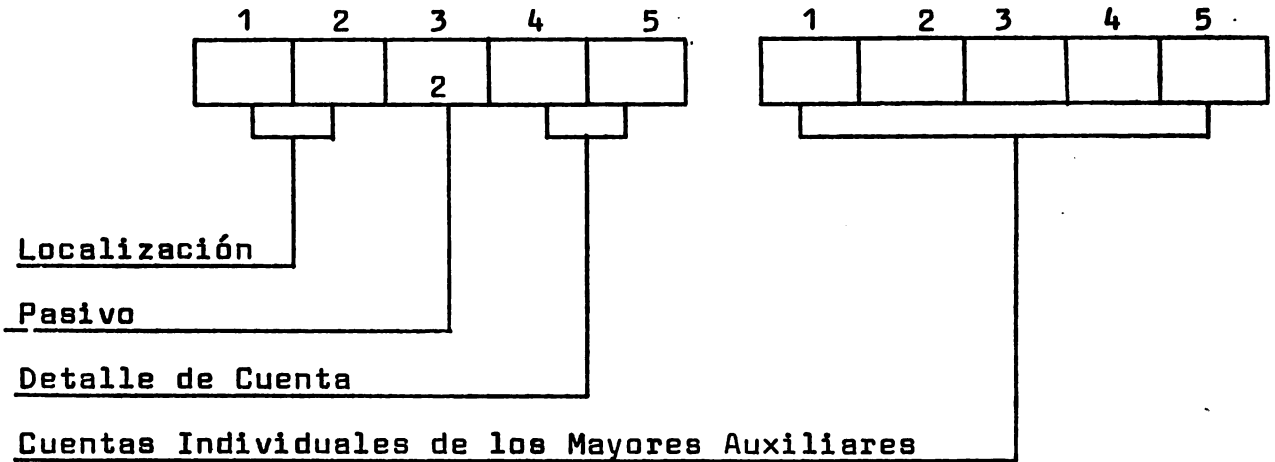 1 2 3 4 5 1 2 3 4 5
2
Localización
Pasivo
Detalle de Cuenta
Cuentas Individuales de los Mayores Auxiliares